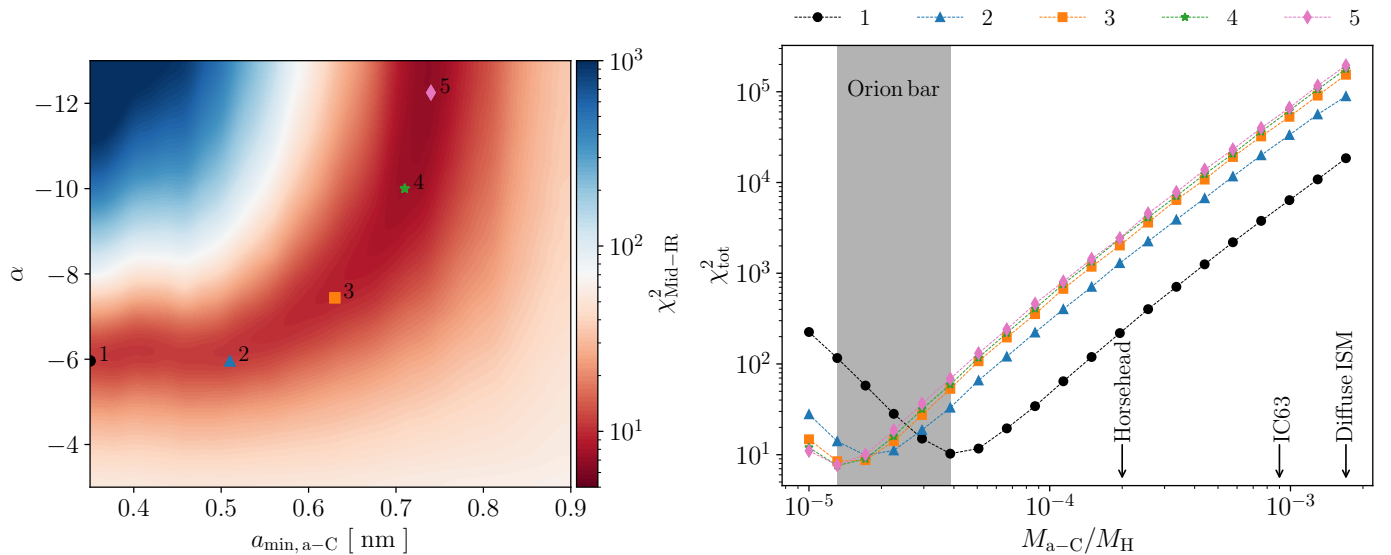 1 2 3 4 5
−12
−10
−8
−6
−4
α
0.4 0.5 0.6 0.7 0.8 0.9
a_min, a−C [ nm ]
1
2
3
4
5
10^3
10^2
10^1
χ^2_Mid−IR
Orion bar
Horsehead
IC63
Diffuse ISM
10^5
10^4
10^3
10^2
10^1
χ^2_tot
10^−5 10^−4 10^−3
M_a−C/M_H